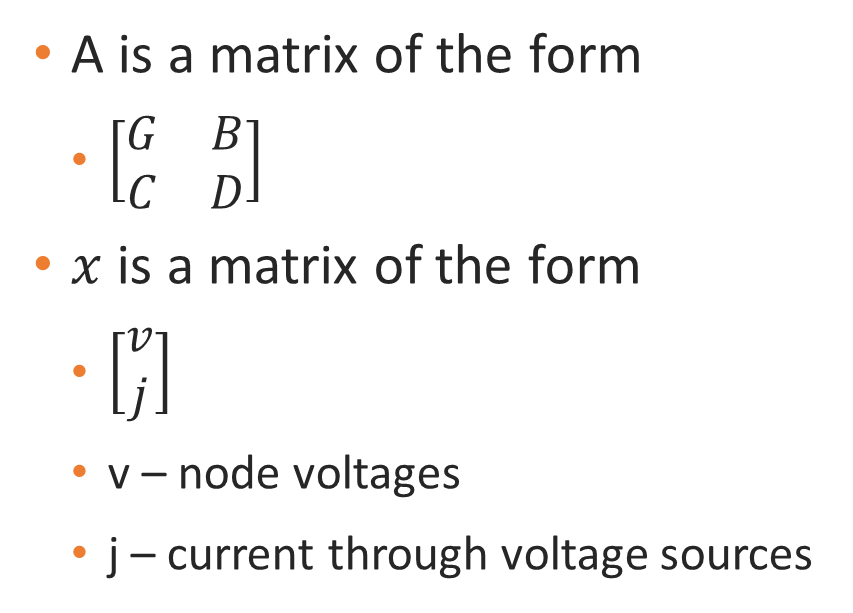 • A is a matrix of the form
• [G B
C D]
• x is a matrix of the form
• [v
j]
• v – node voltages
• j – current through voltage sources